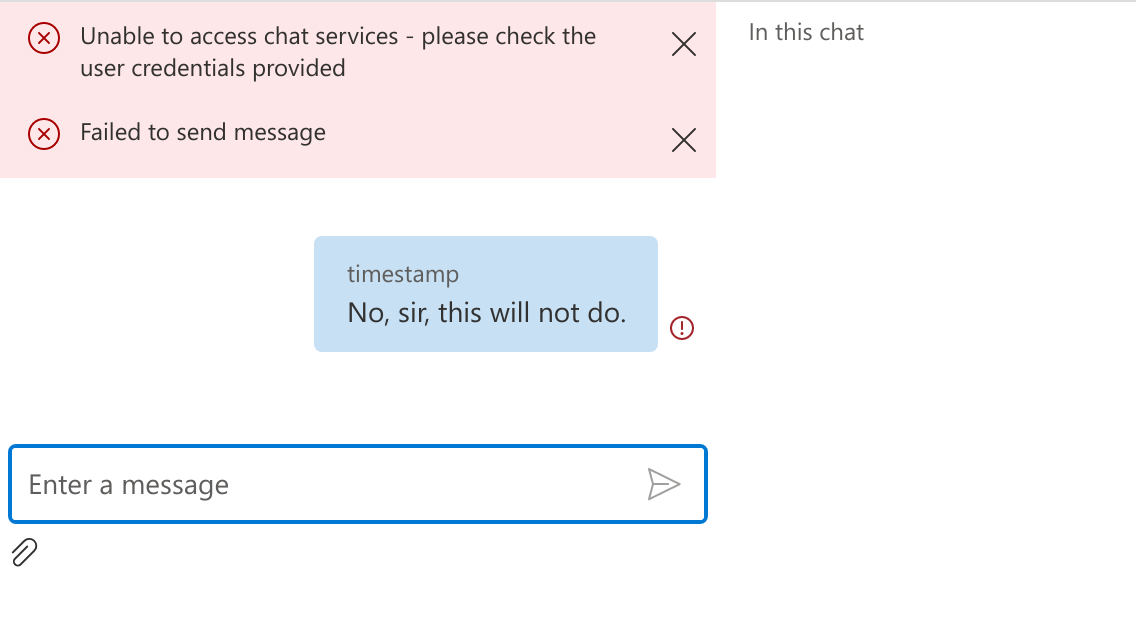 Unable to access chat services - please check the
user credentials provided
Failed to send message
In this chat
timestamp
No, sir, this will not do.
Enter a message